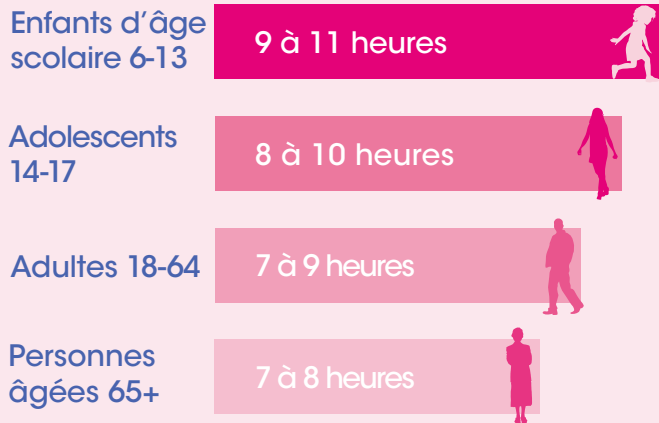 Enfants d'âge
scolaire 6-13
9 à 11 heures
Adolescents
14-17
8 à 10 heures
Adultes 18-64
7 à 9 heures
Personnes
âgées 65+
7 à 8 heures